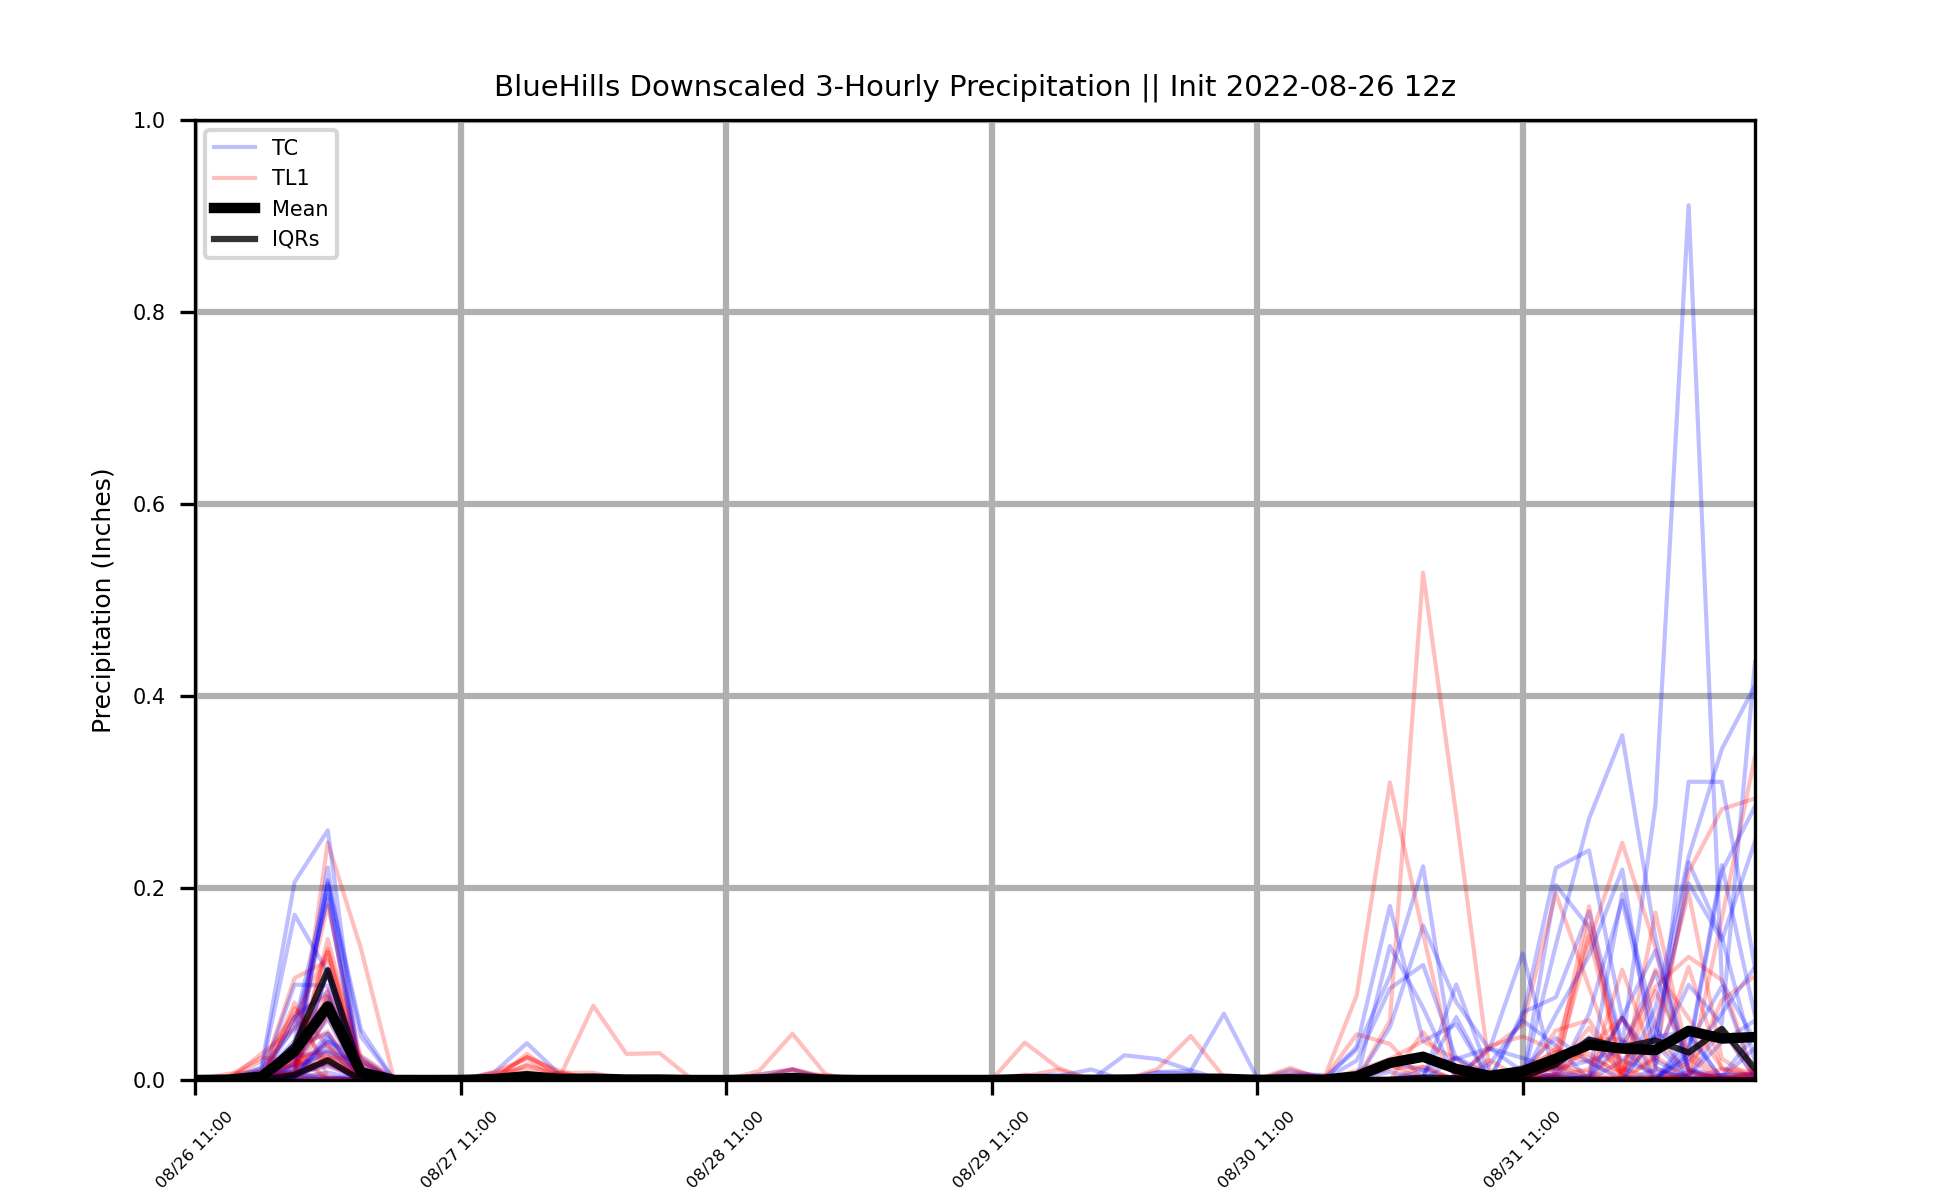 BlueHills Downscaled 3-Hourly Precipitation || Init 2022-08-26 12z
1.0
0.8
0.6
0.4
0.2
0.0
Precipitation (Inches)
TC
TL1
Mean
IQRs
08/26 11:00
08/27 11:00
08/28 11:00
08/29 11:00
08/30 11:00
08/31 11:00